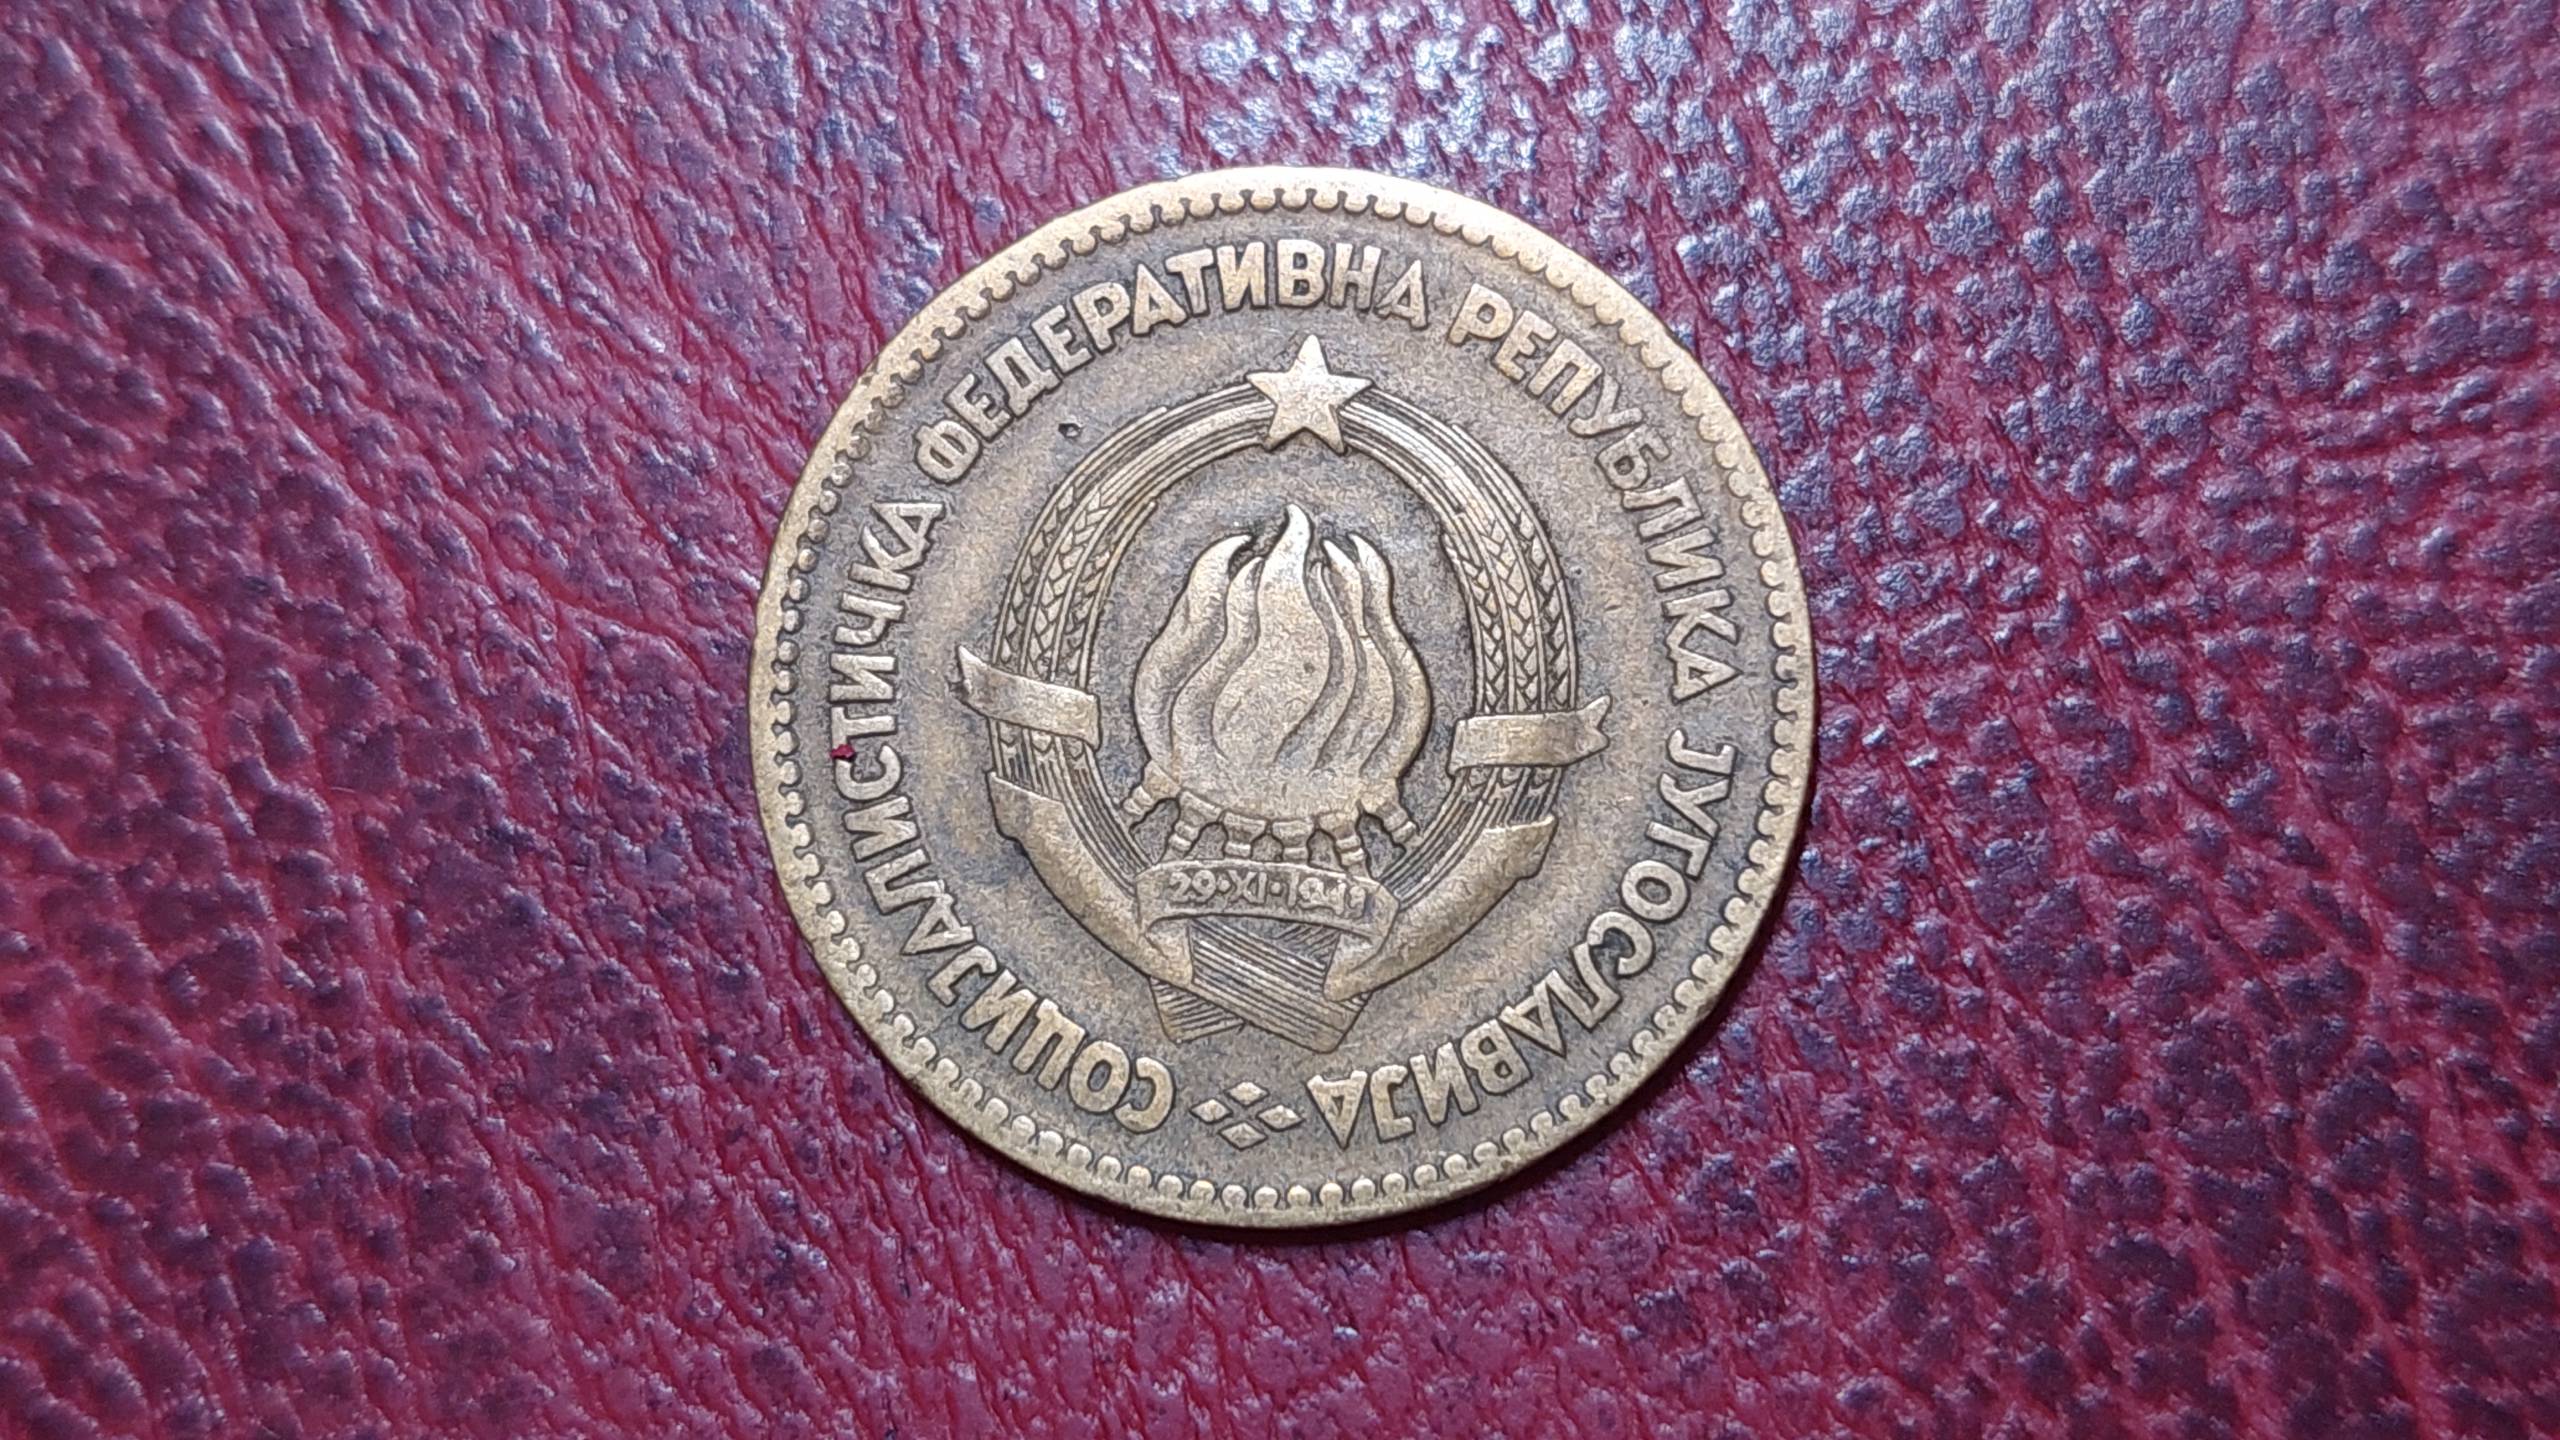 СОЦИЈАЛИСТИЧКА ФЕДЕРАТИВНА РЕПУБЛИКА ЈУГОСЛАВИЈА
29•XI•1943